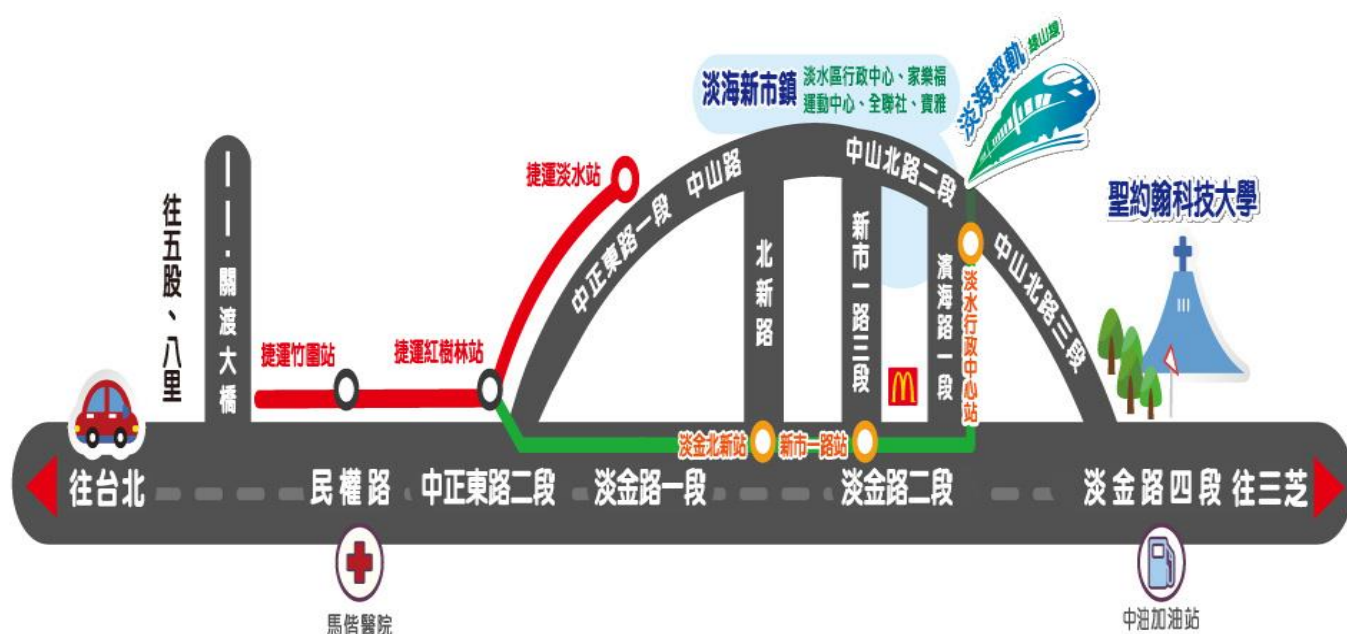 淡海新市鎮
淡水區行政中心、家樂福
運動中心、全聯社、寶雅
淡海輕軌 綠山線
聖約翰科技大學
捷運淡水站
中正東路一段 中山路
中山北路二段
中山北路三段
往五股、八里
一一.關渡大橋
捷運竹圍站
捷運紅樹林站
北新路
新市一路三段
濱海路一段
淡水行政中心站
淡金北新站
新市一路站
往台北
民權路
中正東路二段
淡金路一段
淡金路二段
淡金路四段
往三芝
馬偕醫院
中油加油站